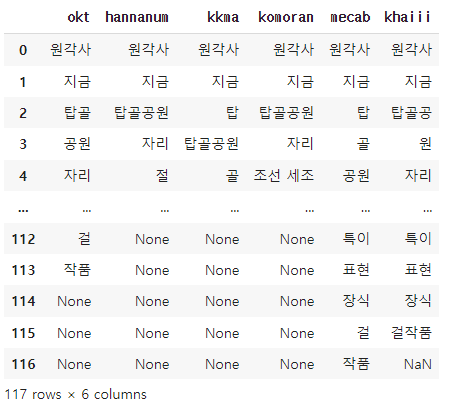 okt hannanum kkma komoran mecab khaiii
0 원각사 원각사 원각사 원각사 원각사 원각사
1 지금 지금 지금 지금 지금 지금
2 탑골 탑골공원 탑 탑골공원 탑 탑골공
3 공원 자리 탑골공원 자리 골 원
4 자리 절 골 조선 세조 공원 자리
... ... ... ... ... ... ...
112 걸 None None None 특이 특이
113 작품 None None None 표현 표현
114 None None None None 장식 장식
115 None None None None 걸 걸작품
116 None None None None 작품 NaN
117 rows × 6 columns